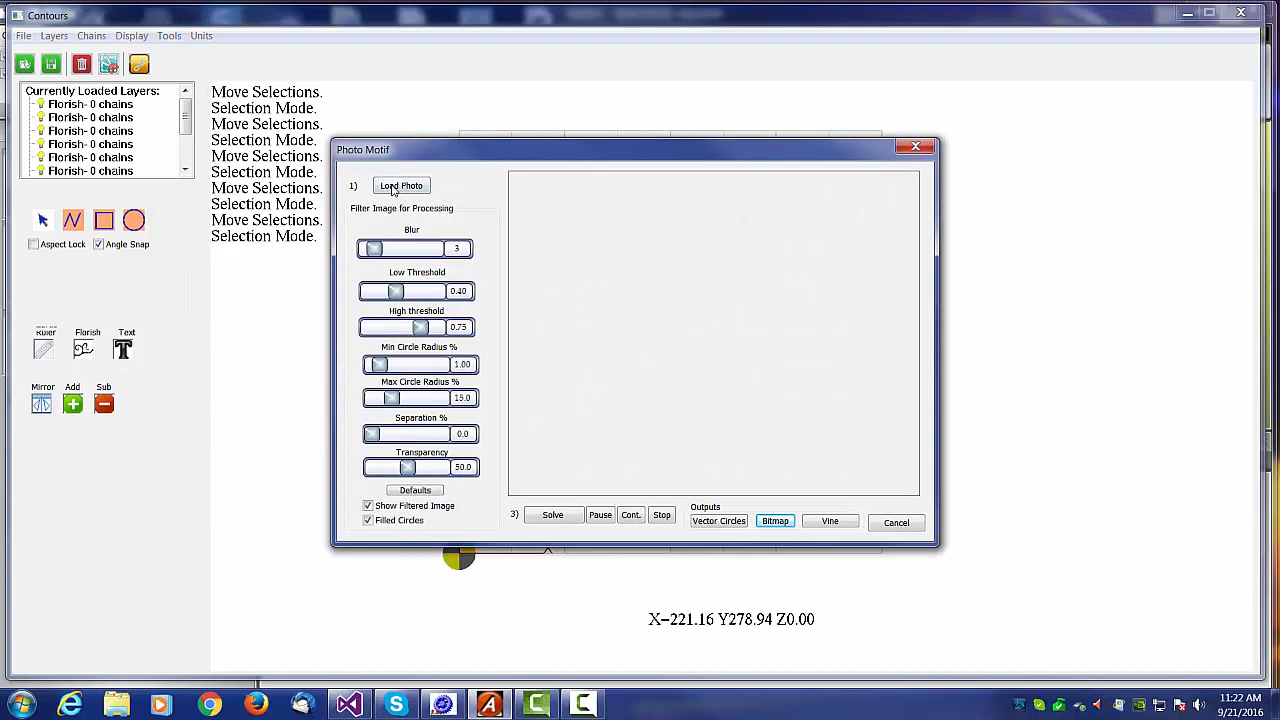 Contours
File Layers Chains Display Tools Units
Currently Loaded Layers:
Florish- 0 chains
Florish- 0 chains
Florish- 0 chains
Florish- 0 chains
Florish- 0 chains
Florish- 0 chains
Aspect Lock Angle Snap
Ruler Florish Text
Mirror Add Sub
Move Selections.
Selection Mode.
Move Selections.
Selection Mode.
Move Selections.
Selection Mode.
Move Selections.
Selection Mode.
Move Selections.
Selection Mode.
Photo Motif
1) Load Photo
Filter Image for Processing
Blur
3
Low Threshold
0.40
High threshold
0.75
Min Circle Radius %
1.00
Max Circle Radius %
15.0
Separation %
0.0
Transparency
50.0
Defaults
Show Filtered Image
Filled Circles
3) Solve Pause Cont. Stop
Outputs
Vector Circles Bitmap Vine Cancel
X-221.16 Y278.94 Z0.00
11:22 AM
9/21/2016